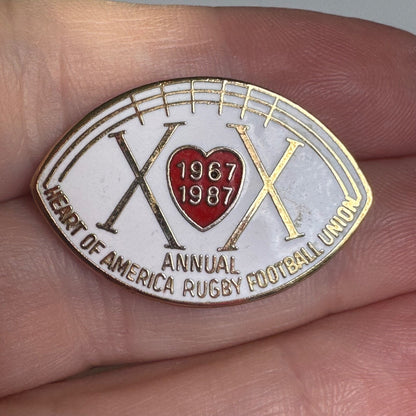 X X
1967
1987
ANNUAL
HEART OF AMERICA RUGBY FOOTBALL UNION